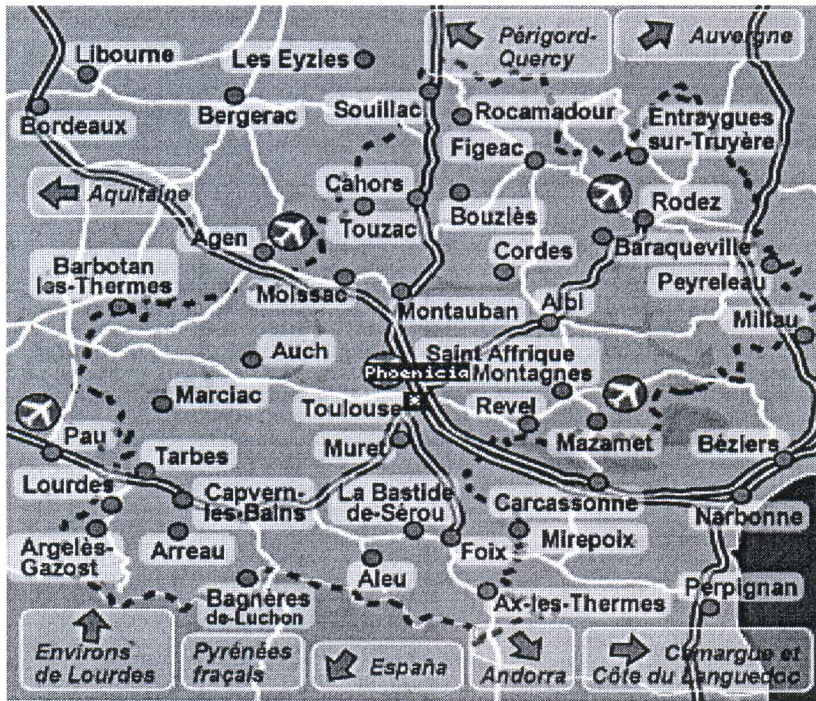 Périgord-
Quercy
Auvergne
Libourne
Les Eyzies
Bordeaux
Bergerac
Souillac
Rocamadour
Entraygues
sur-Truyère
Figeac
Aquitaine
Cahors
Touzac
Bouziès
Rodez
Agen
Cordes
Baraqueville
Barbotan
les-Thermes
Moissac
Montauban
Albi
Peyreleau
Millau
Auch
Saint Affrique
Phoenicia
Montagnes
Marciac
Toulouse
Revel
Mazamet
Béziers
Pau
Tarbes
Muret
Lourdes
Capvern-
les-Bains
La Bastide
de-Sérou
Carcassonne
Narbonne
Argelès-
Gazost
Arreau
Aleu
Foix
Mirepoix
Bagnères
de-Luchon
Ax-les-Thermes
Perpignan
Environs
de Lourdes
Pyrénées
fraçais
España
Andorra
Camargue et
Côte du Languedoc